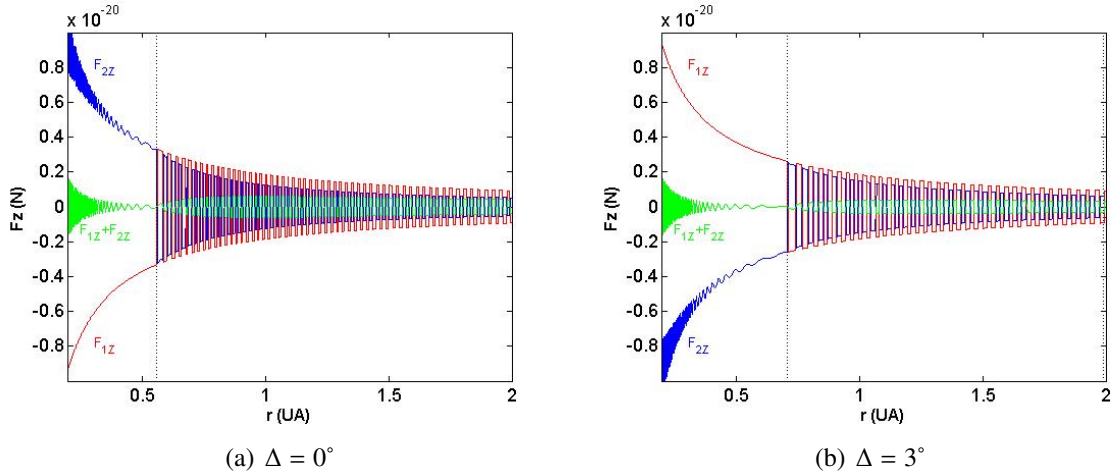 x 10⁻²⁰
0.8
0.6
0.4
0.2
0
-0.2
-0.4
-0.6
-0.8
Fz (N)
F₂Z
F₁Z+F₂Z
F₁Z
0.5
1
1.5
2
r (UA)
(a) Δ = 0°
x 10⁻²⁰
0.8
0.6
0.4
0.2
0
-0.2
-0.4
-0.6
-0.8
Fz (N)
F₁Z
F₁Z+F₂Z
F₂Z
0.5
1
1.5
2
r (UA)
(b) Δ = 3°